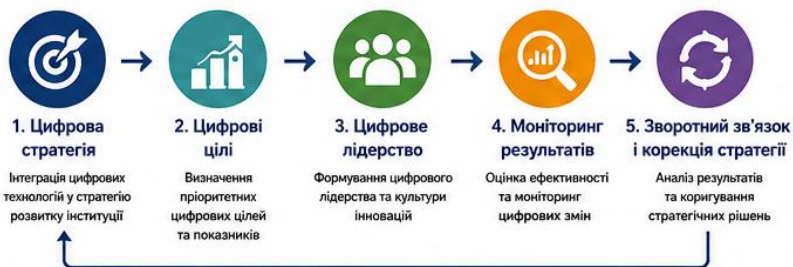 1. Цифрова
стратегія
Інтеграція цифрових
технологій у стратегію
розвитку інституції
2. Цифрові
цілі
Визначення
пріоритетних
цифрових цілей
та показників
3. Цифрове
лідерство
Формування цифрового
лідерства та культури
інновацій
4. Моніторинг
результатів
Оцінка ефективності
та моніторинг
цифрових змін
5. Зворотний зв'язок
і корекція стратегії
Аналіз результатів
та коригування
стратегічних рішень